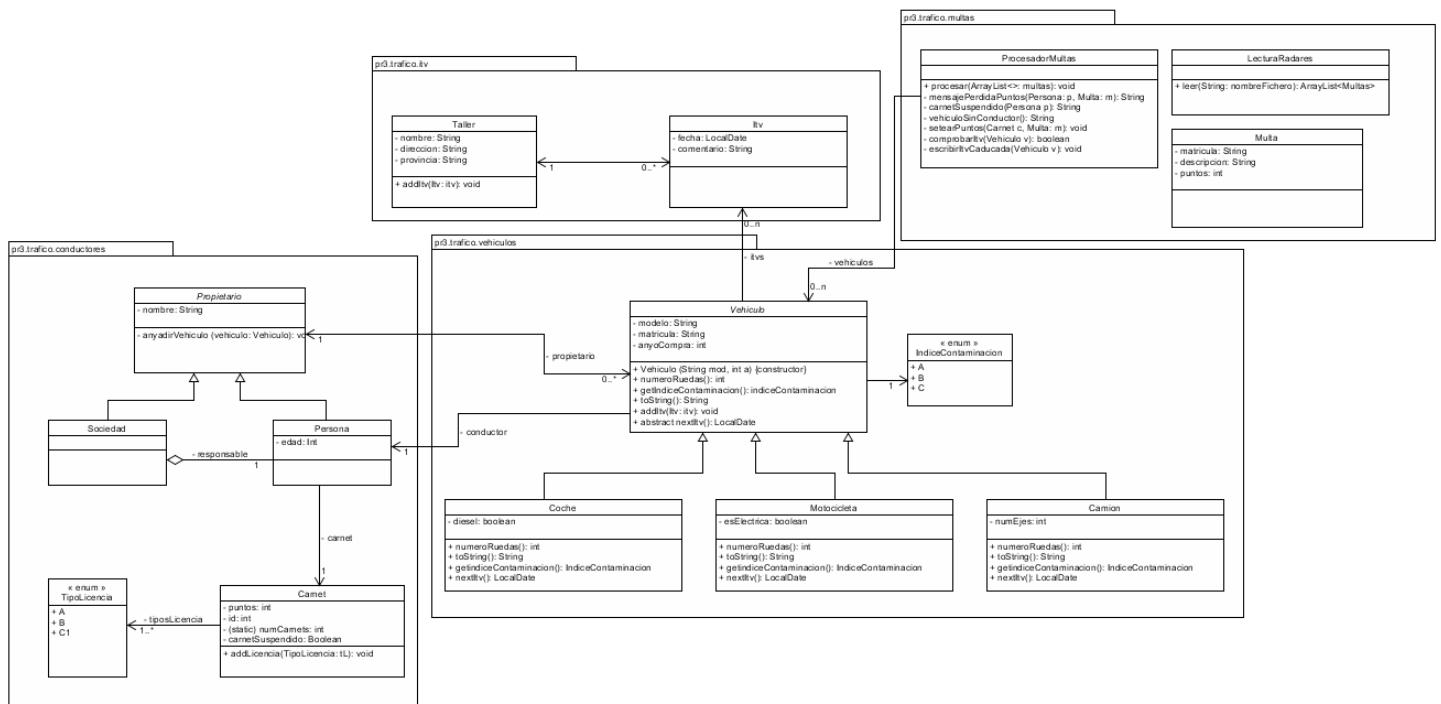 pr3.trafico.multas
ProcesadorMultas
+ procesar(ArrayList<>: multas): void
- mensajePerdidaPuntos(Persona: p, Multa: m): String
- carnetSuspendido(Persona p): String
- vehiculoSinConductor(): String
- setearPuntos(Carnet c, Multa: m): void
- comprobarItv(Vehiculo v): boolean
- escribirItvCaducada(Vehiculo v): void
LecturaRadares
+ leer(String: nombreFichero): ArrayList<Multas>
Multa
- matricula: String
- descripcion: String
- puntos: int
pr3.trafico.itv
Taller
- nombre: String
- direccion: String
- provincia: String
+ addItv(Itv: itv): void
1
0..*
Itv
- fecha: LocalDate
- comentario: String
0..n
- itvs
- vehiculos
0..n
pr3.trafico.conductores
Propietario
- nombre: String
- anyadirVehiculo (vehiculo: Vehiculo): vo
1
- propietario
0..*
Sociedad
- responsable
1
Persona
- edad: Int
- conductor
1
- carnet
1
« enum »
TipoLicencia
+ A
+ B
+ C1
- tiposLicencia
1..*
Carnet
- puntos: int
- id: int
- (static) numCarnets: int
- carnetSuspendido: Boolean
+ addLicencia(TipoLicencia: tL): void
pr3.trafico.vehiculos
Vehiculo
- modelo: String
- matricula: String
- anyoCompra: int
+ Vehiculo (String mod, int a) {constructor}
+ numeroRuedas(): int
+ getIndiceContaminacion(): indiceContaminacion
+ toString(): String
+ addItv(Itv: itv): void
+ abstract nextItv(): LocalDate
1
« enum »
IndiceContaminacion
+ A
+ B
+ C
Coche
- diesel: boolean
+ numeroRuedas(): int
+ toString(): String
+ getindiceContaminacion(): IndiceContaminacion
+ nextItv(): LocalDate
Motocicleta
- esElectrica: boolean
+ numeroRuedas(): int
+ toString(): String
+ getindiceContaminacion(): IndiceContaminacion
+ nextItv(): LocalDate
Camion
- numEjes: int
+ numeroRuedas(): int
+ toString(): String
+ getindiceContaminacion(): IndiceContaminacion
+ nextItv(): LocalDate